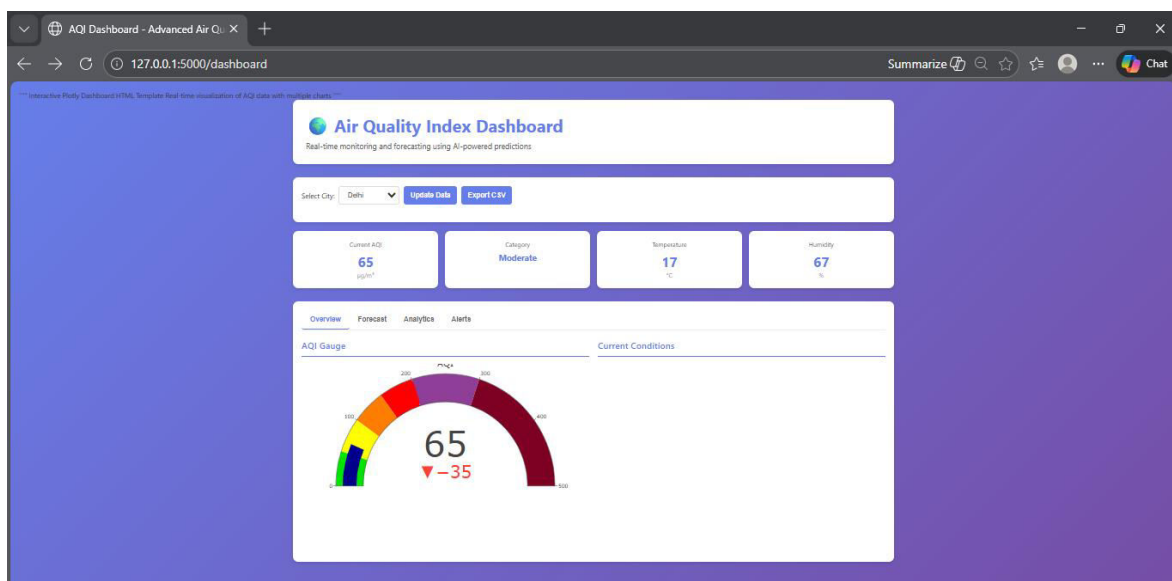 AQI Dashboard - Advanced Air Qu
127.0.0.1:5000/dashboard
Summarize
Chat
""" Interactive Plotly Dashboard HTML Template Real-time visualization of AQI data with multiple charts """
Air Quality Index Dashboard
Real-time monitoring and forecasting using AI-powered predictions
Select City: Delhi Update Data Export CSV
Current AQI
65
µg/m³
Category
Moderate
Temperature
17
°C
Humidity
67
%
Overview Forecast Analytics Alerts
AQI Gauge
Current Conditions
AQI
200 300
100 400
65
▼−35
0 500